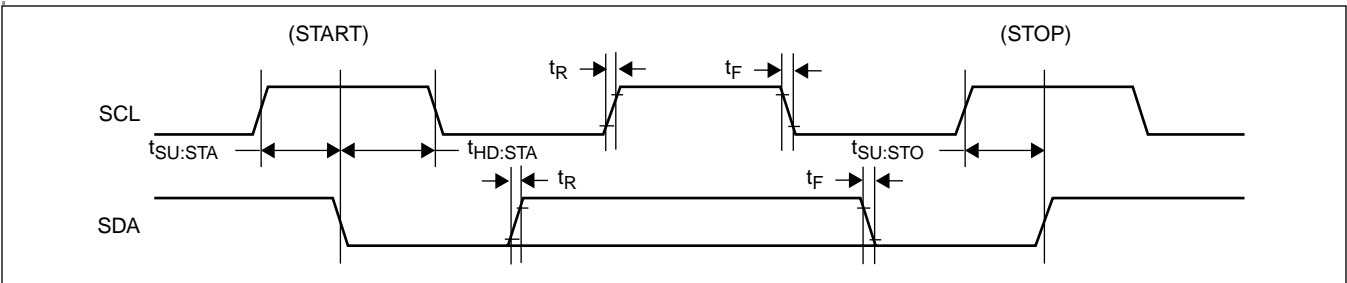 (START) (STOP)
tR tF
SCL
tSU:STA tHD:STA tSU:STO
tR tF
SDA